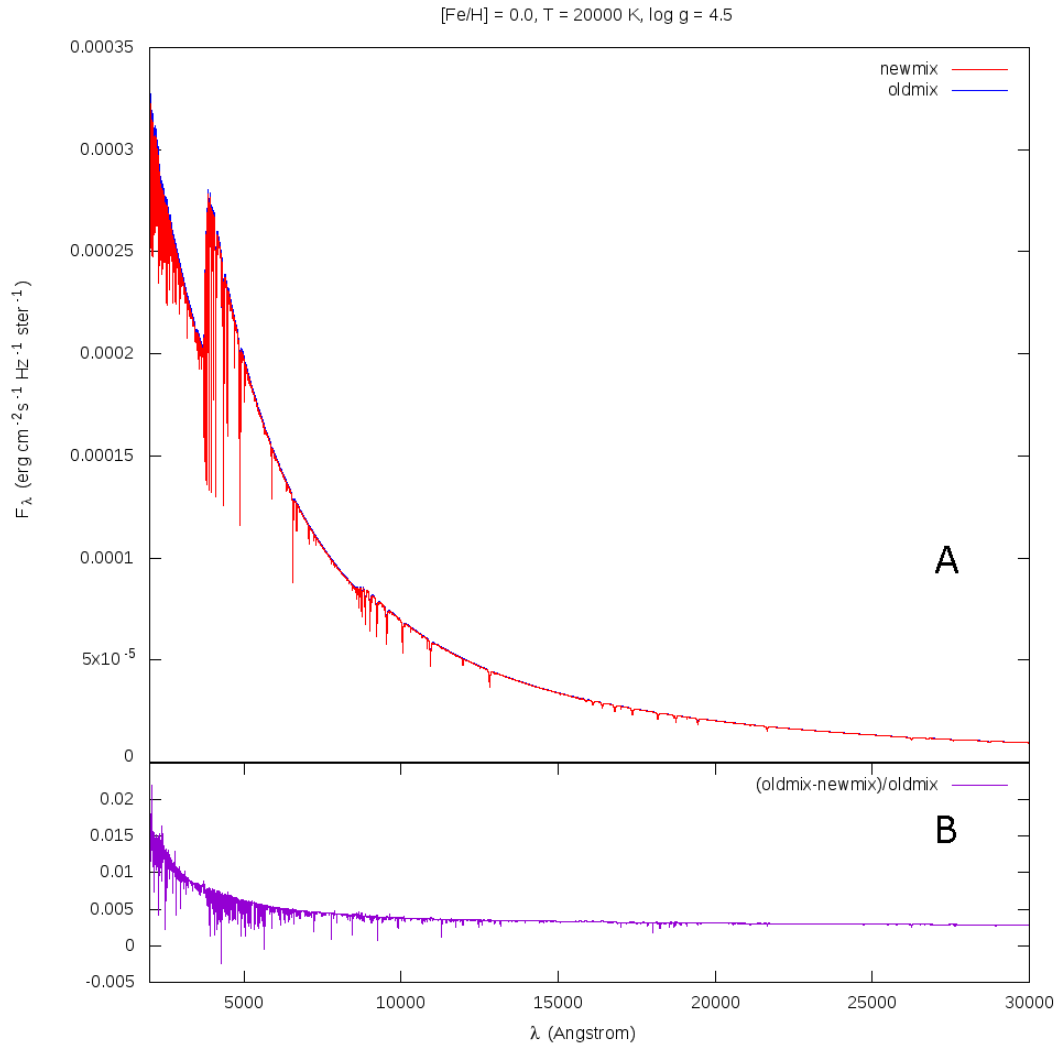 [Fe/H] = 0.0, T = 20000 K, log g = 4.5
0.00035
newmix
oldmix
0.0003
0.00025
0.0002
0.00015
0.0001
5x10⁻⁵
0
F_λ (erg cm⁻²s⁻¹ Hz⁻¹ ster⁻¹)
A
(oldmix-newmix)/oldmix
B
0.02
0.015
0.01
0.005
0
-0.005
5000 10000 15000 20000 25000 30000
λ (Angstrom)